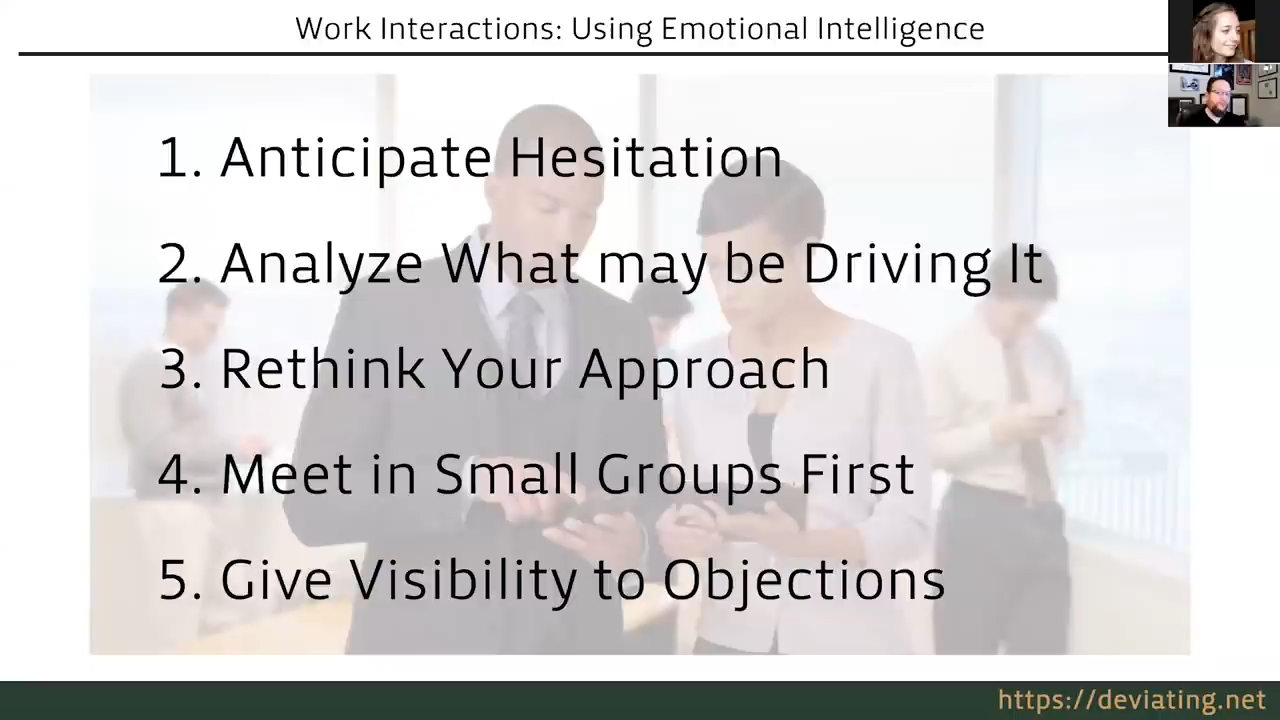 Work Interactions: Using Emotional Intelligence
1. Anticipate Hesitation
2. Analyze What may be Driving It
3. Rethink Your Approach
4. Meet in Small Groups First
5. Give Visibility to Objections
https://deviating.net